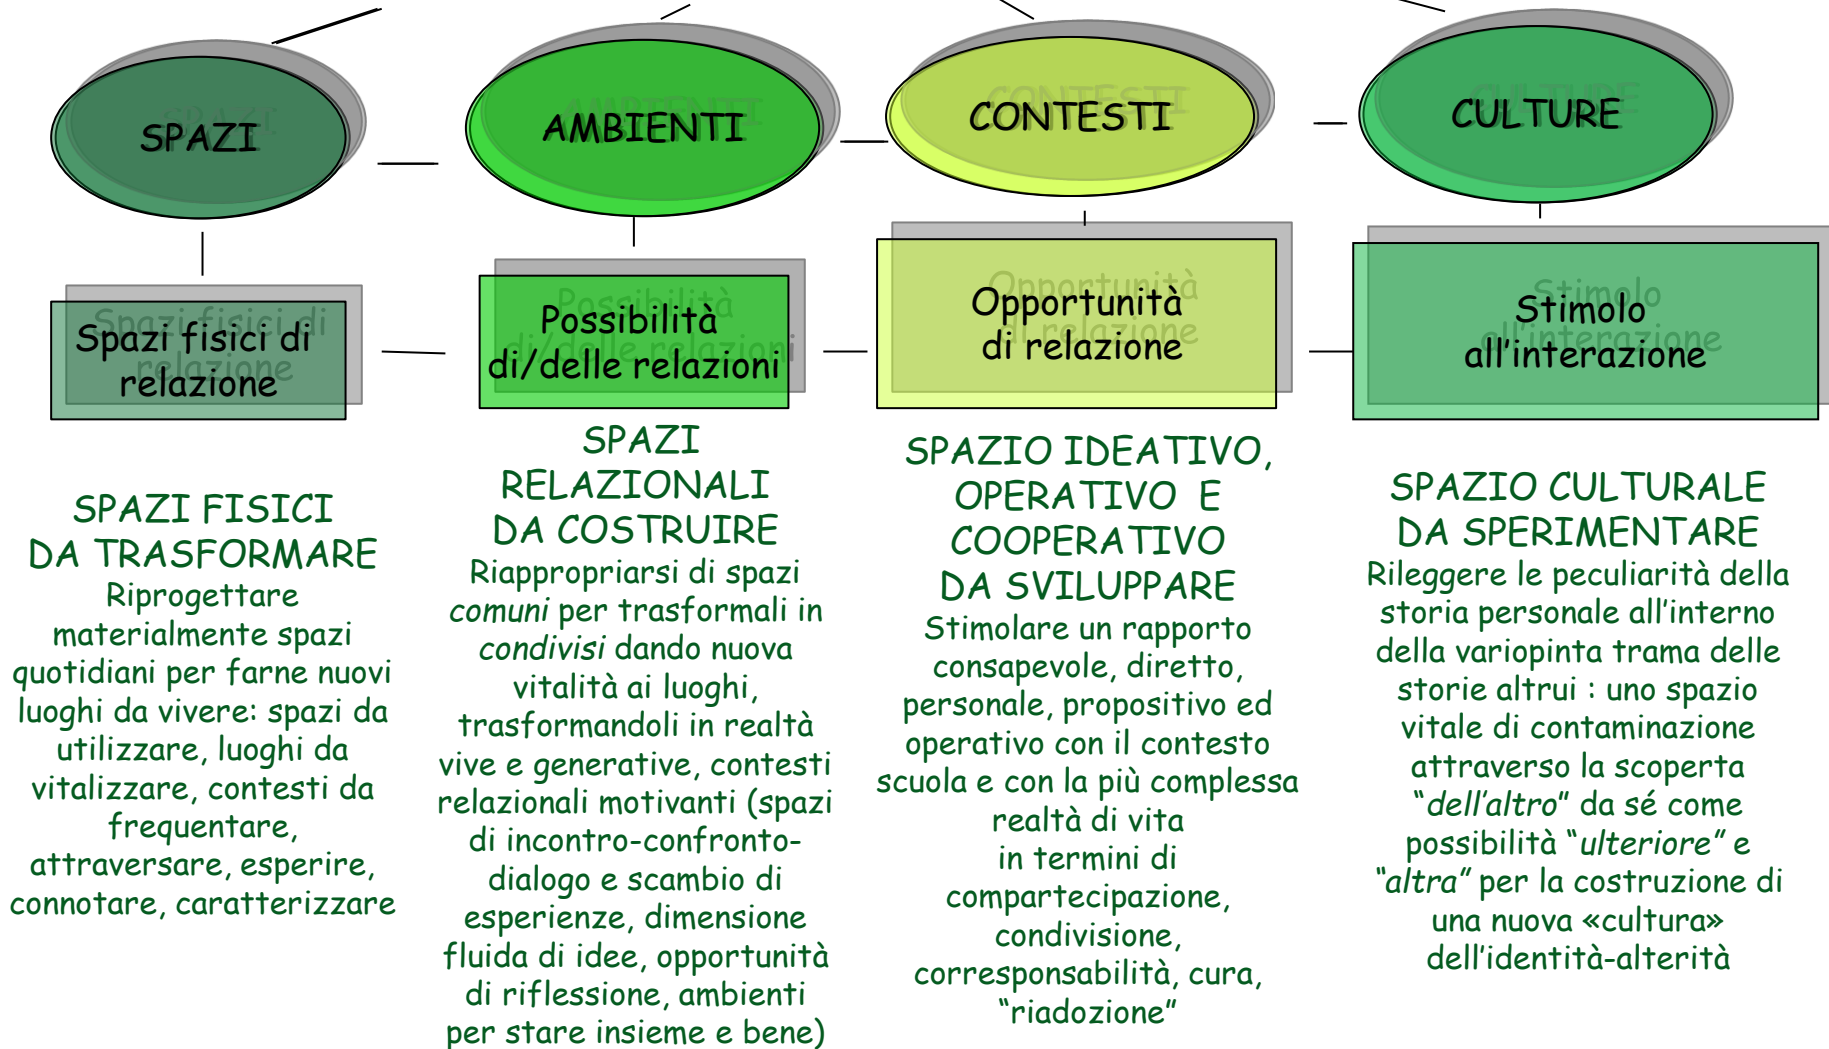 SPAZI
Spazi fisici di
relazione
SPAZI FISICI
DA TRASFORMARE
Riprogettare
materialmente spazi
quotidiani per farne nuovi
luoghi da vivere: spazi da
utilizzare, luoghi da
vitalizzare, contesti da
frequentare,
attraversare, esperire,
connotare, caratterizzare
AMBIENTI
Possibilità
di/delle relazioni
SPAZI
RELAZIONALI
DA COSTRUIRE
Riappropriarsi di spazi
comuni per trasformali in
condivisi dando nuova
vitalità ai luoghi,
trasformandoli in realtà
vive e generative, contesti
relazionali motivanti (spazi
di incontro-confronto-
dialogo e scambio di
esperienze, dimensione
fluida di idee, opportunità
di riflessione, ambienti
per stare insieme e bene)
CONTESTI
Opportunità
di relazione
SPAZIO IDEATIVO,
OPERATIVO  E
COOPERATIVO
DA SVILUPPARE
Stimolare un rapporto
consapevole, diretto,
personale, propositivo ed
operativo con il contesto
scuola e con la più complessa
realtà di vita
in termini di
compartecipazione,
condivisione,
corresponsabilità, cura,
“riadozione”
CULTURE
Stimolo
all’interazione
SPAZIO CULTURALE
DA SPERIMENTARE
Rileggere le peculiarità della
storia personale all’interno
della variopinta trama delle
storie altrui : uno spazio
vitale di contaminazione
attraverso la scoperta
“dell’altro” da sé come
possibilità “ulteriore” e
“altra” per la costruzione di
una nuova «cultura»
dell’identità-alterità